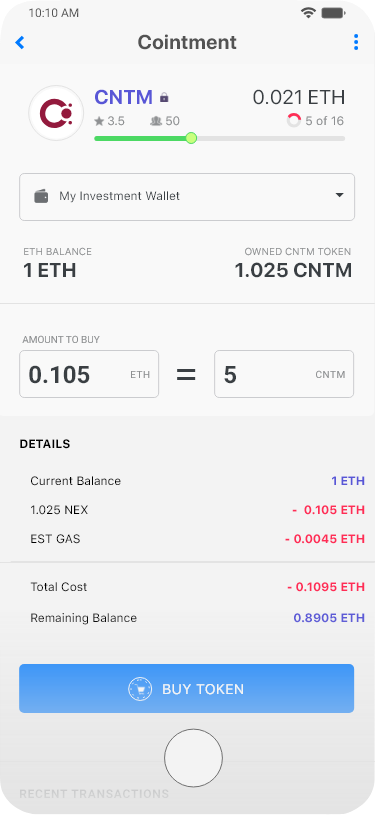 10:10 AM
Cointment
CNTM 0.021 ETH
3.5 50 5 of 16
My Investment Wallet
ETH BALANCE OWNED CNTM TOKEN
1 ETH 1.025 CNTM
AMOUNT TO BUY
0.105 ETH = 5 CNTM
DETAILS
Current Balance 1 ETH
1.025 NEX - 0.105 ETH
EST GAS - 0.0045 ETH
Total Cost - 0.1095 ETH
Remaining Balance 0.8905 ETH
BUY TOKEN
RECENT TRANSACTIONS